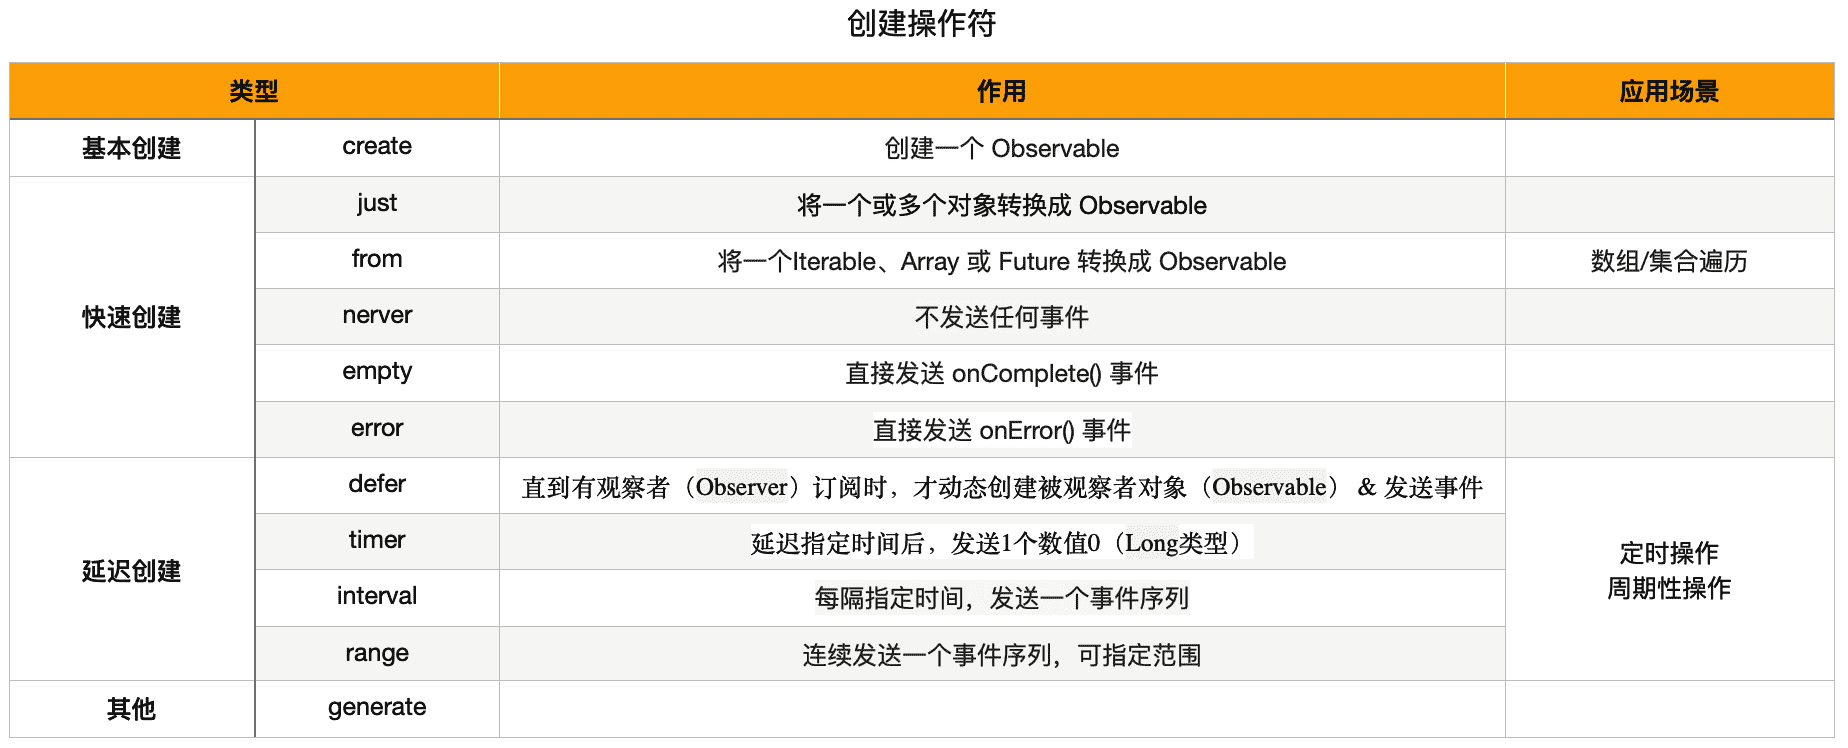 创建操作符
类型 作用 应用场景
基本创建 create 创建一个 Observable
just 将一个或多个对象转换成 Observable
from 将一个Iterable、Array 或 Future 转换成 Observable 数组/集合遍历
快速创建 nerver 不发送任何事件
empty 直接发送 onComplete() 事件
error 直接发送 onError() 事件
defer 直到有观察者（Observer）订阅时，才动态创建被观察者对象（Observable） & 发送事件
timer 延迟指定时间后，发送1个数值0（Long类型）
延迟创建 定时操作
周期性操作
interval 每隔指定时间，发送一个事件序列
range 连续发送一个事件序列，可指定范围
其他 generate